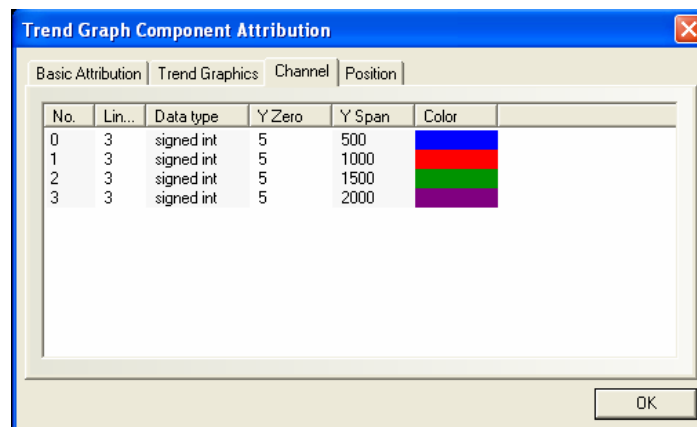 Trend Graph Component Attribution
Basic Attribution Trend Graphics Channel Position
No. Lin... Data type Y Zero Y Span Color
0 3 signed int 5 500
1 3 signed int 5 1000
2 3 signed int 5 1500
3 3 signed int 5 2000
OK